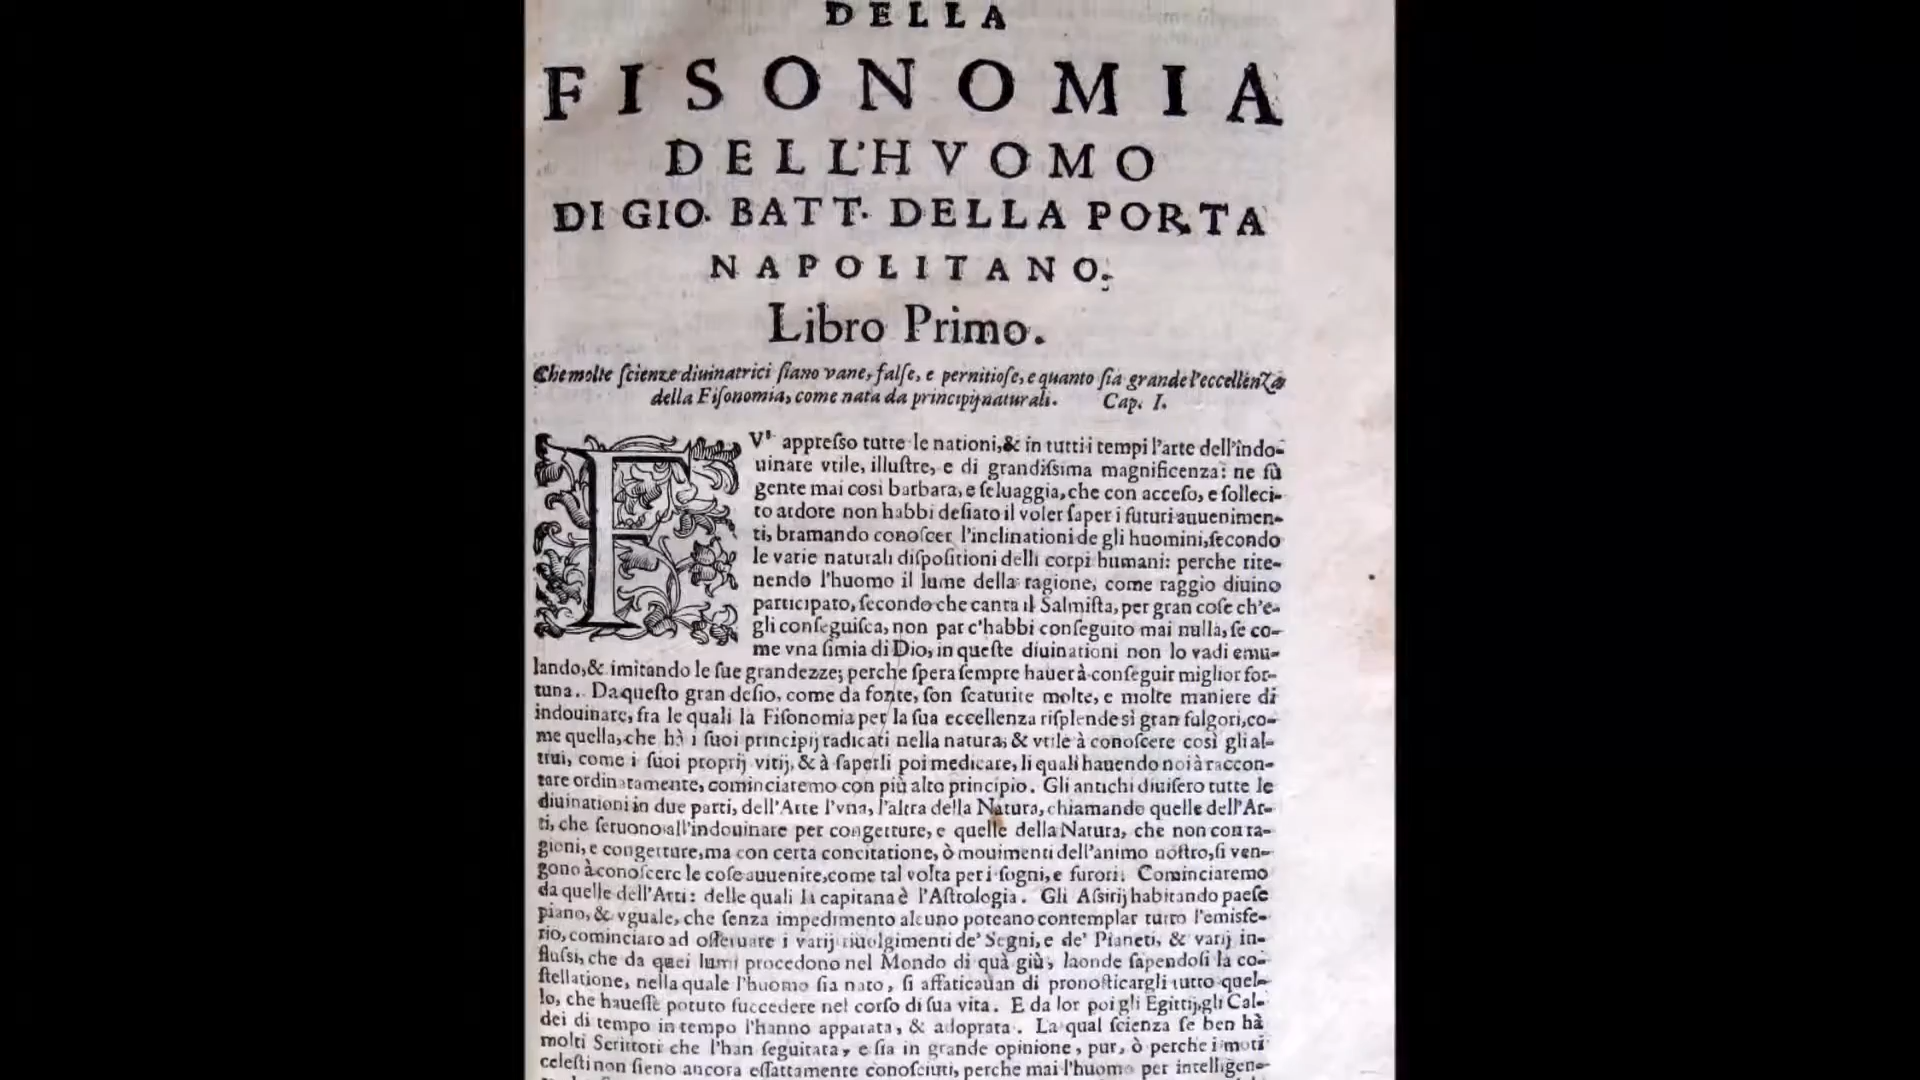 DELLA
FISONOMIA
DELL'HVOMO
DI GIO. BATT. DELLA PORTA
NAPOLITANO.
Libro Primo.
Che molte ſcienze diuinatrici ſiano vane, falſe, e pernitioſe, e quanto ſia grande l'eccellenza
della Fiſonomia, come nata da principij naturali. Cap. I.
FV' appreſſo tutte le nationi, & in tutti i tempi l'arte dell'indo-
uinare vtile, illuſtre, e di grandiſsima magnificenza: ne fù
gente mai così barbara, e ſeluaggia, che con acceſo, e ſolleci-
to ardore non habbi deſiato il voler ſaper i futuri auuenimen-
ti, bramando conoſcer l'inclinationi de gli huomini, ſecondo
le varie naturali diſpoſitioni delli corpi humani: perche rite-
nendo l'huomo il lume della ragione, come raggio diuino
participato, ſecondo che canta il Salmiſta, per gran coſe ch'e-
gli conſeguiſca, non par c'habbi conſeguito mai nulla, ſe co-
me vna ſimia di Dio, in queſte diuinationi non lo vadi emu-
lando, & imitando le ſue grandezze; perche ſpera ſempre hauer à conſeguir miglior for-
tuna. Da queſto gran deſio, come da fonte, ſon ſcaturite molte, e molte maniere di
indouinare, fra le quali la Fiſonomia per la ſua eccellenza riſplende sì gran fulgori, co-
me quella, che hà i ſuoi principij radicati nella natura, & vtile à conoſcere così gli al-
trui, come i ſuoi proprij vitij, & à ſaperli poi medicare, li quali hauendo noi à raccon-
tare ordinatamente, cominciaremo con più alto principio. Gli antichi diuiſero tutte le
diuinationi in due parti, dell'Arte l'vna, l'altra della Natura, chiamando quelle dell'Ar-
ti, che ſeruono all'indouinare per congetture, e quelle della Natura, che non con ra-
gioni, e congetture, ma con certa concitatione, ò mouimenti dell'animo noſtro, ſi ven-
gono à conoſcere le coſe auuenire, come tal volta per i ſogni, e furori. Cominciaremo
da quelle dell'Arti: delle quali la capitana è l'Aſtrologia. Gli Aſsirij habitando paeſe
piano, & vguale, che ſenza impedimento alcuno poteano contemplar tutto l'emisfe-
rio, cominciaro ad oſſeruare i varij riuolgimenti de' Segni, e de' Pianeti, & varij in-
fluſsi, che da quei lumi procedono nel Mondo di quà giù, laonde ſapendoſi la co-
ſtellatione, nella quale l'huomo ſia nato, ſi affaticauan di pronoſticargli tutto quel-
lo, che haueſſe potuto ſuccedere nel corſo di ſua vita. E da lor poi gli Egittij, gli Cal-
dei di tempo in tempo l'hanno apparata, & adoprata. La qual ſcienza ſe ben hà
molti Scrittori che l'han ſeguitata, e ſia in grande opinione, pur, ò perche i moti
celeſti non ſieno ancora eſſattamente conoſciuti, perche mai l'huomo per intelligen-